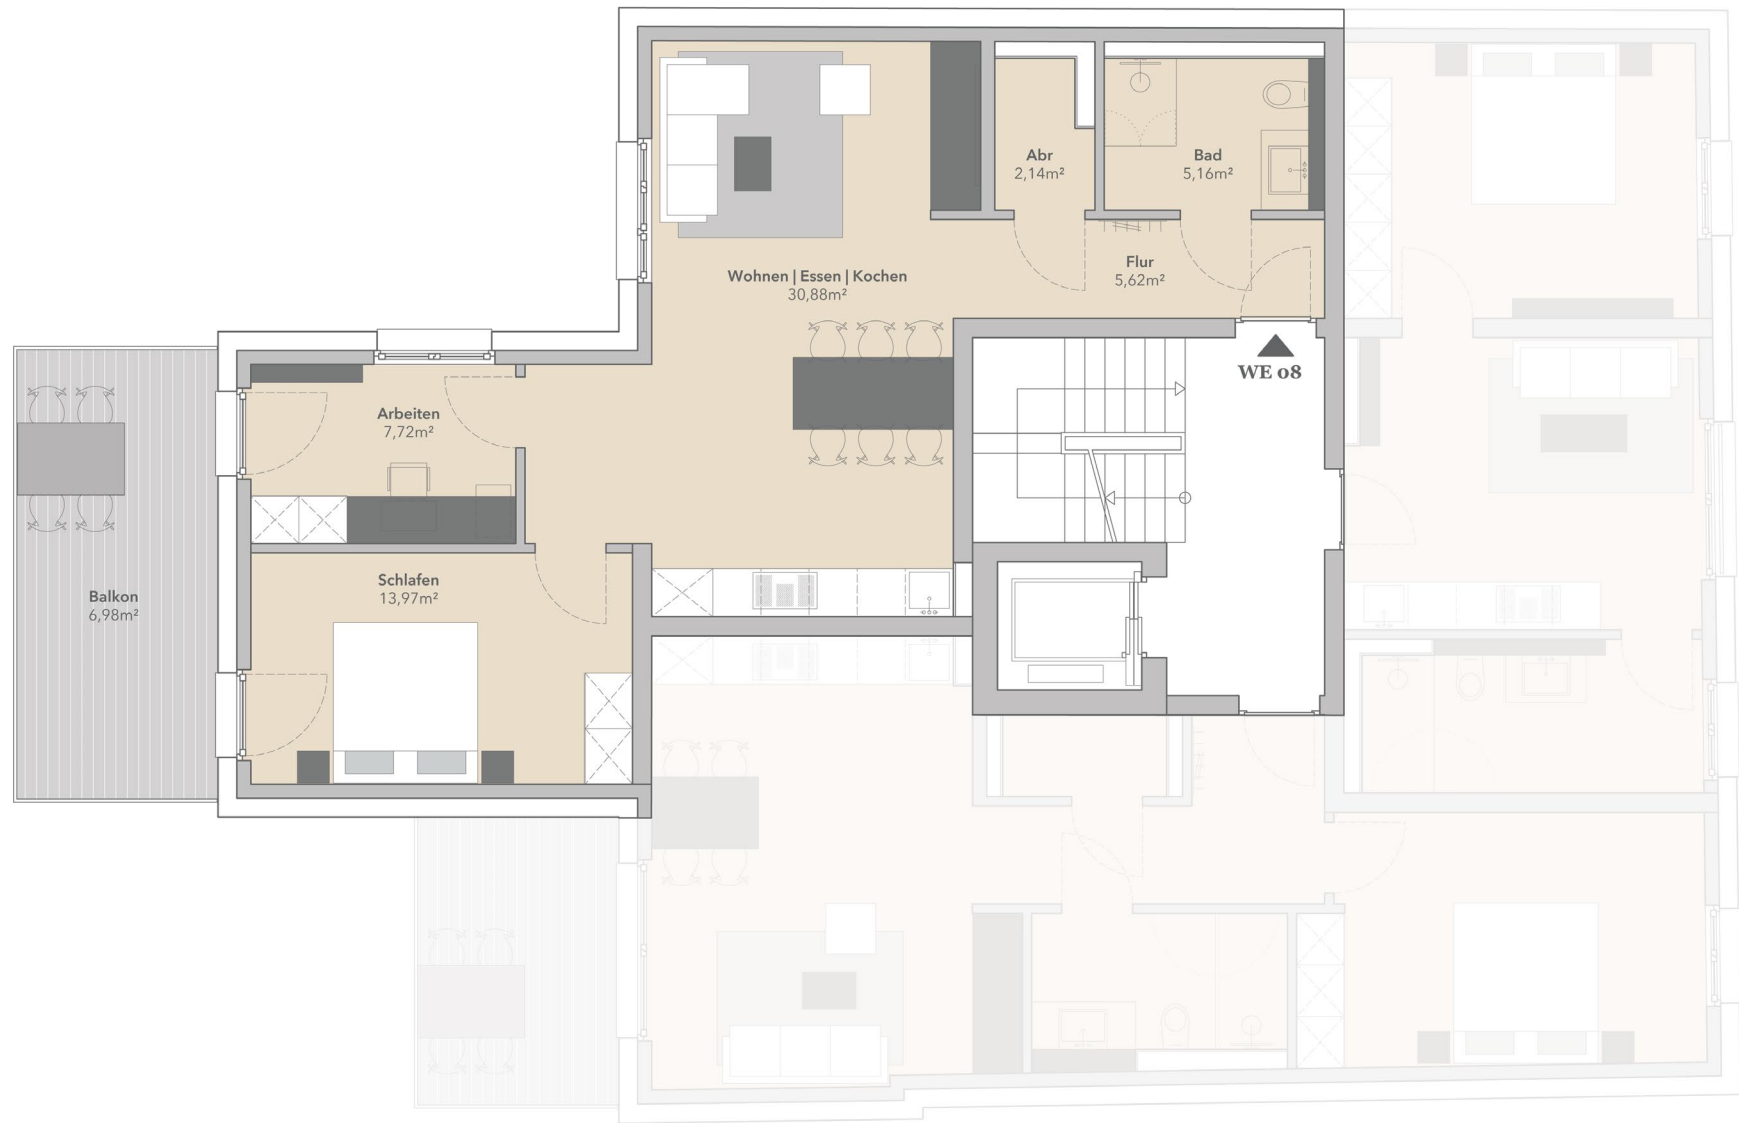 Abr
2,14m²
Bad
5,16m²
Wohnen | Essen | Kochen
30,88m²
Flur
5,62m²
WE 08
Arbeiten
7,72m²
Schlafen
13,97m²
Balkon
6,98m²